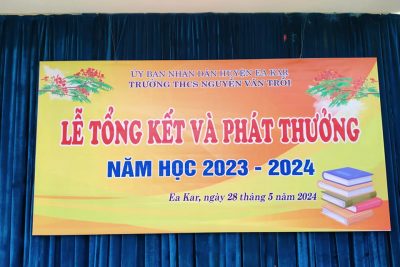 ỦY BAN NHÂN DÂN HUYỆN EA KAR
TRƯỜNG THCS NGUYỄN VĂN TRỖI
LỄ TỔNG KẾT VÀ PHÁT THƯỞNG
NĂM HỌC 2023 - 2024
Ea Kar, ngày 28 tháng 5 năm 2024